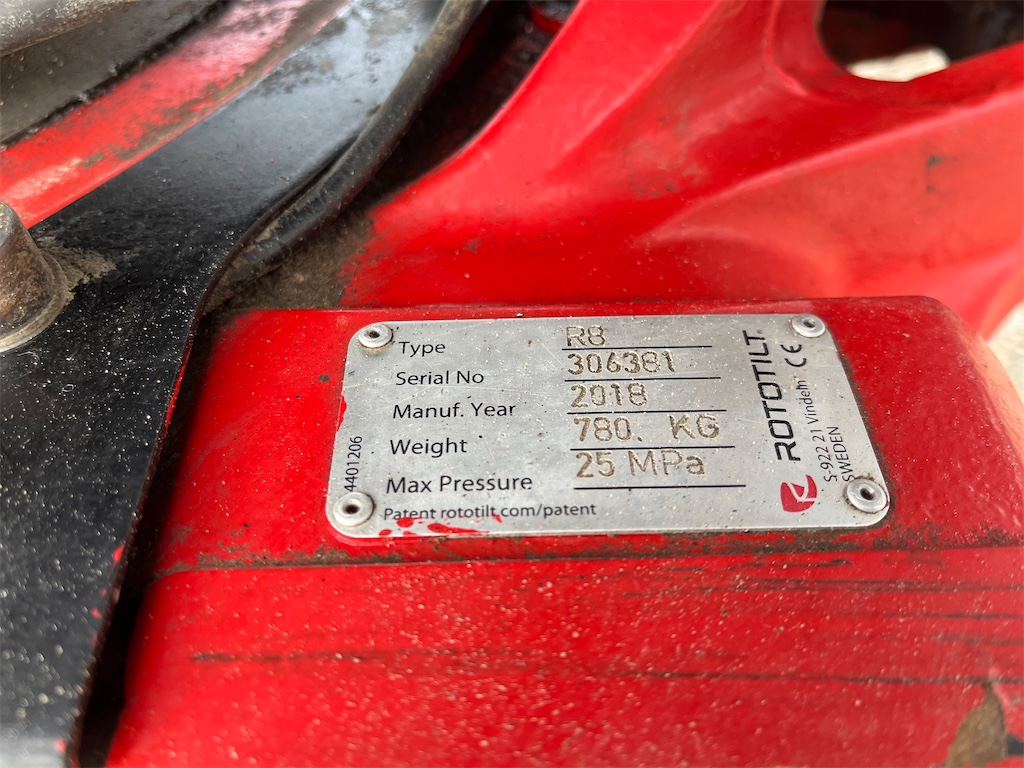 Type R8
Serial No 306381
Manuf. Year 2018
Weight 780. KG
Max Pressure 25 MPa
Patent rototilt.com/patent
4401206
ROTOTILT® CE
S-922 21 Vindeln
SWEDEN